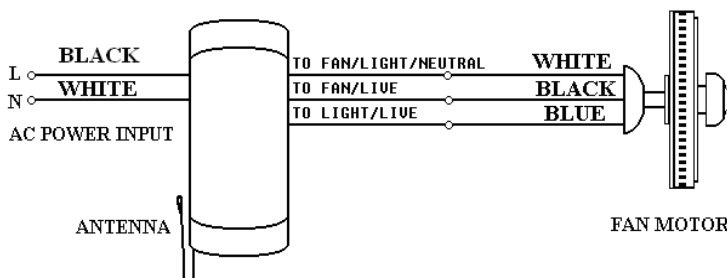 L BLACK
N WHITE
AC POWER INPUT
ANTENNA
TO FAN/LIGHT/NEUTRAL WHITE
TO FAN/LIVE BLACK
TO LIGHT/LIVE BLUE
FAN MOTOR